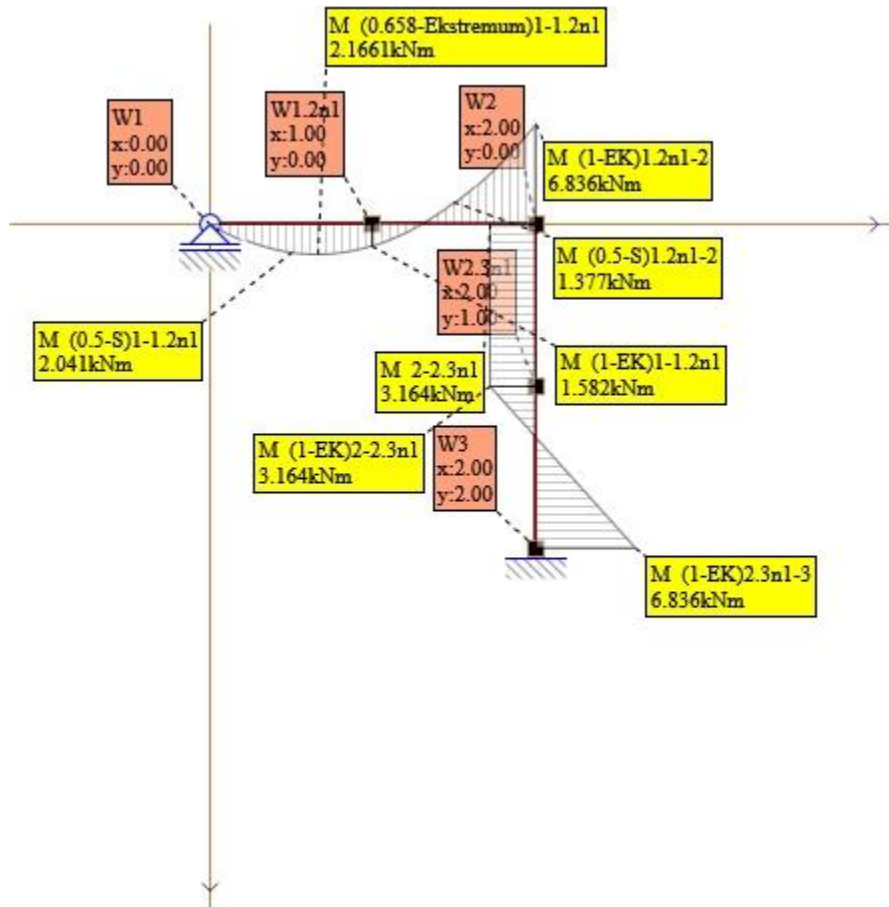 M (0.658-Ekstremum)1-1.2n1
2.1661kNm
W1
x:0.00
y:0.00
W1.2n1
x:1.00
y:0.00
W2
x:2.00
y:0.00
M (1-EK)1.2n1-2
6.836kNm
M (0.5-S)1.2n1-2
1.377kNm
W2.3n1
x:2.00
y:1.00
M (0.5-S)1-1.2n1
2.041kNm
M 2-2.3n1
3.164kNm
M (1-EK)1-1.2n1
1.582kNm
M (1-EK)2-2.3n1
3.164kNm
W3
x:2.00
y:2.00
M (1-EK)2.3n1-3
6.836kNm